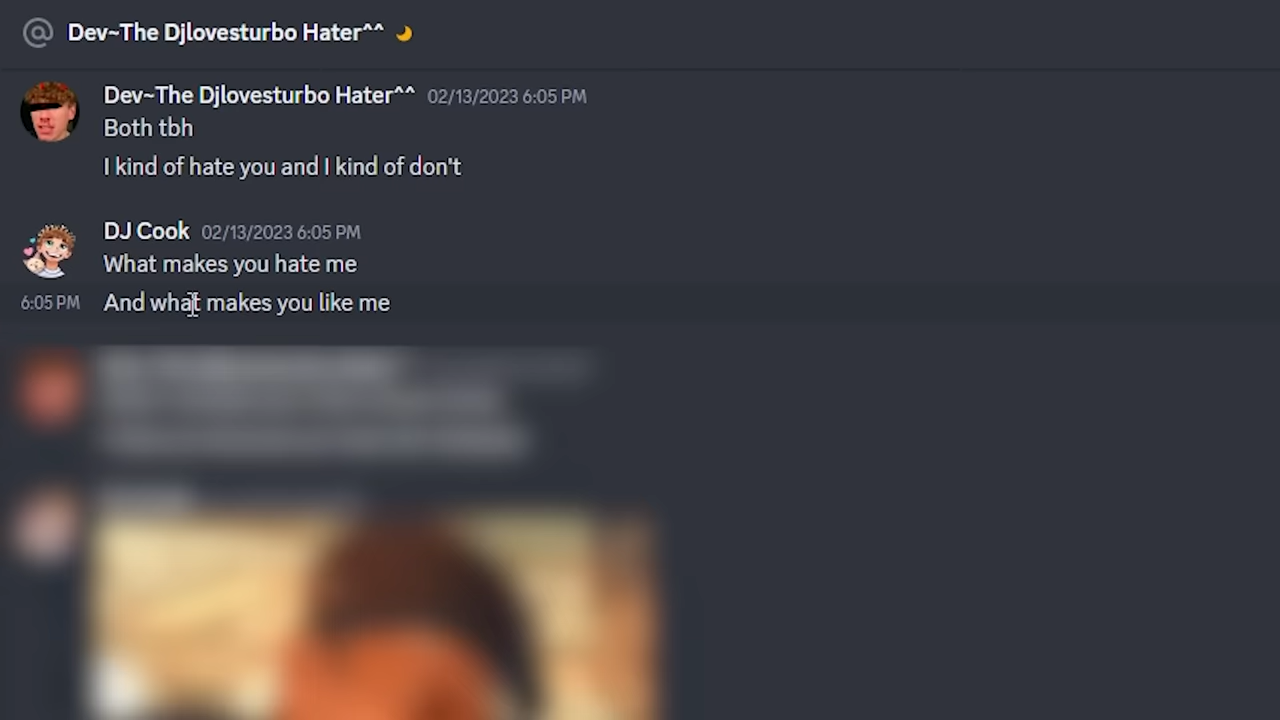 @ Dev~The Djlovesturbo Hater^^
Dev~The Djlovesturbo Hater^^ 02/13/2023 6:05 PM
Both tbh
I kind of hate you and I kind of don't
DJ Cook 02/13/2023 6:05 PM
What makes you hate me
6:05 PM And what makes you like me